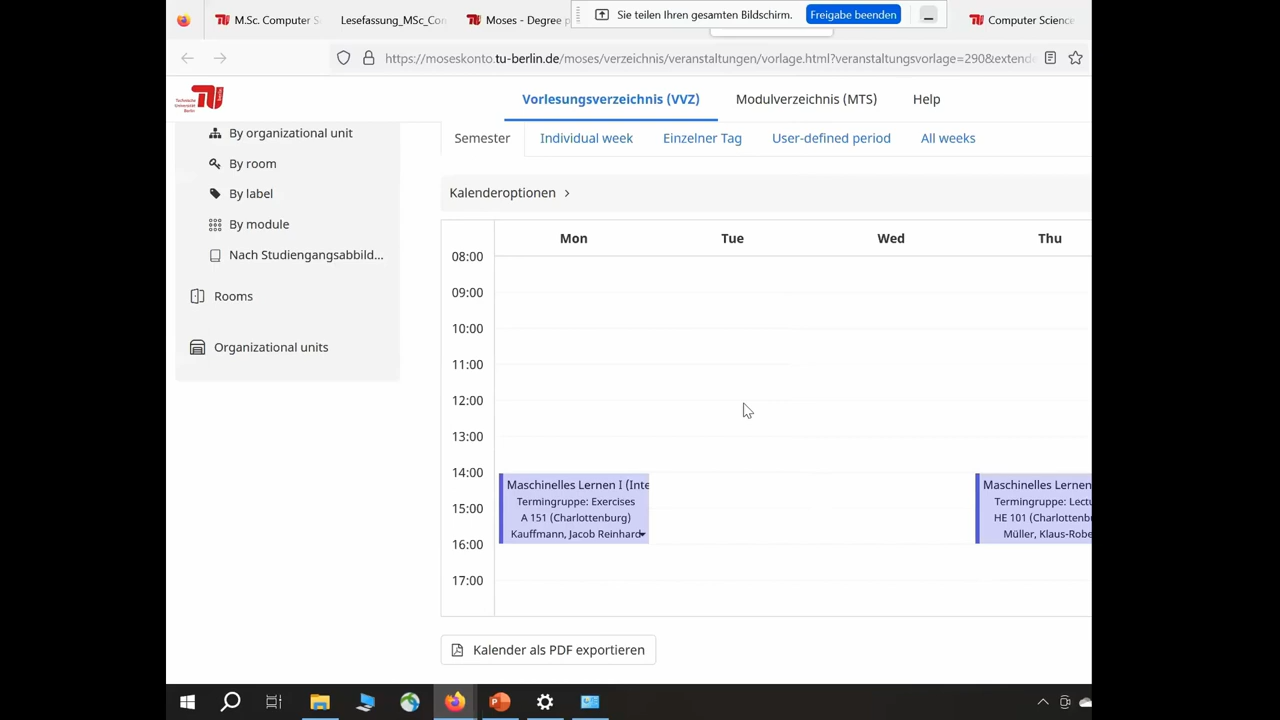 M.Sc. Computer S
Lesefassung_MSc_Con
Moses - Degree p
Sie teilen Ihren gesamten Bildschirm.
Freigabe beenden
Computer Science
https://moseskonto.tu-berlin.de/moses/verzeichnis/veranstaltungen/vorlage.html?veranstaltungsvorlage=290&extend
Technische
Universität
Berlin
Vorlesungsverzeichnis (VVZ)
Modulverzeichnis (MTS)
Help
By organizational unit
By room
By label
By module
Nach Studiengangsabbild...
Rooms
Organizational units
Semester
Individual week
Einzelner Tag
User-defined period
All weeks
Kalenderoptionen
Mon
Tue
Wed
Thu
08:00
09:00
10:00
11:00
12:00
13:00
14:00
15:00
16:00
17:00
Maschinelles Lernen I (Inte
Termingruppe: Exercises
A 151 (Charlottenburg)
Kauffmann, Jacob Reinhard
Maschinelles Lernen
Termingruppe: Lectu
HE 101 (Charlottenb
Müller, Klaus-Robe
Kalender als PDF exportieren